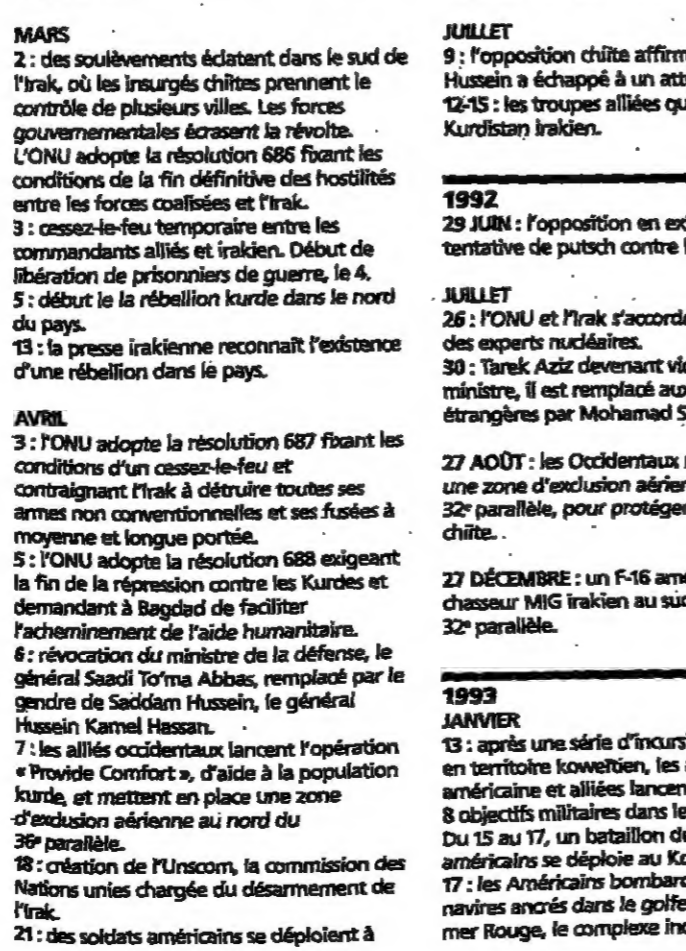 MARS
2 : des soulèvements éclatent dans le sud de
l'Irak, où les insurgés chiites prennent le
contrôle de plusieurs villes. Les forces
gouvernementales écrasent la révolte.
L'ONU adopte la résolution 686 fixant les
conditions de la fin définitive des hostilités
entre les forces coalisées et l'Irak.
3 : cessez-le-feu temporaire entre les
commandants alliés et irakien. Début de
libération de prisonniers de guerre, le 4.
5 : début le la rébellion kurde dans le nord
du pays.
13 : la presse irakienne reconnaît l'existence
d'une rébellion dans le pays.
AVRIL
3 : l'ONU adopte la résolution 687 fixant les
conditions d'un cessez-le-feu et
contraignant l'Irak à détruire toutes ses
armes non conventionnelles et ses fusées à
moyenne et longue portée.
5 : l'ONU adopte la résolution 688 exigeant
la fin de la répression contre les Kurdes et
demandant à Bagdad de faciliter
l'acheminement de l'aide humanitaire.
6 : révocation du ministre de la défense, le
général Saadi To'ma Abbas, remplacé par le
gendre de Saddam Hussein, le général
Hussein Kamel Hassan.
7 : les alliés occidentaux lancent l'opération
« Provide Comfort », d'aide à la population
kurde, et mettent en place une zone
d'exclusion aérienne au nord du
36e parallèle.
18 : création de l'Unscom, la commission des
Nations unies chargée du désarmement de
l'Irak.
21 : des soldats américains se déploient à
JUILLET
9 : l'opposition chiite affirm
Hussein a échappé à un att
12-15 : les troupes alliées qu
Kurdistan irakien.
1992
29 JUIN : l'opposition en ex
tentative de putsch contre
JUILLET
26 : l'ONU et l'Irak s'accord
des experts nucléaires.
30 : Tarek Aziz devenant vi
ministre, il est remplacé aux
étrangères par Mohamad S
27 AOÛT : les Occidentaux
une zone d'exclusion aérien
32e parallèle, pour protége
chiite.
27 DÉCEMBRE : un F-16 amé
chasseur MIG irakien au su
32e parallèle.
1993
JANVIER
13 : après une série d'incurs
en territoire koweïtien, les
américaine et alliées lancen
8 objectifs militaires dans le
Du 15 au 17, un bataillon d
américains se déploie au Ko
17 : les Américains bombard
navires ancrés dans le golfe
mer Rouge, le complexe in